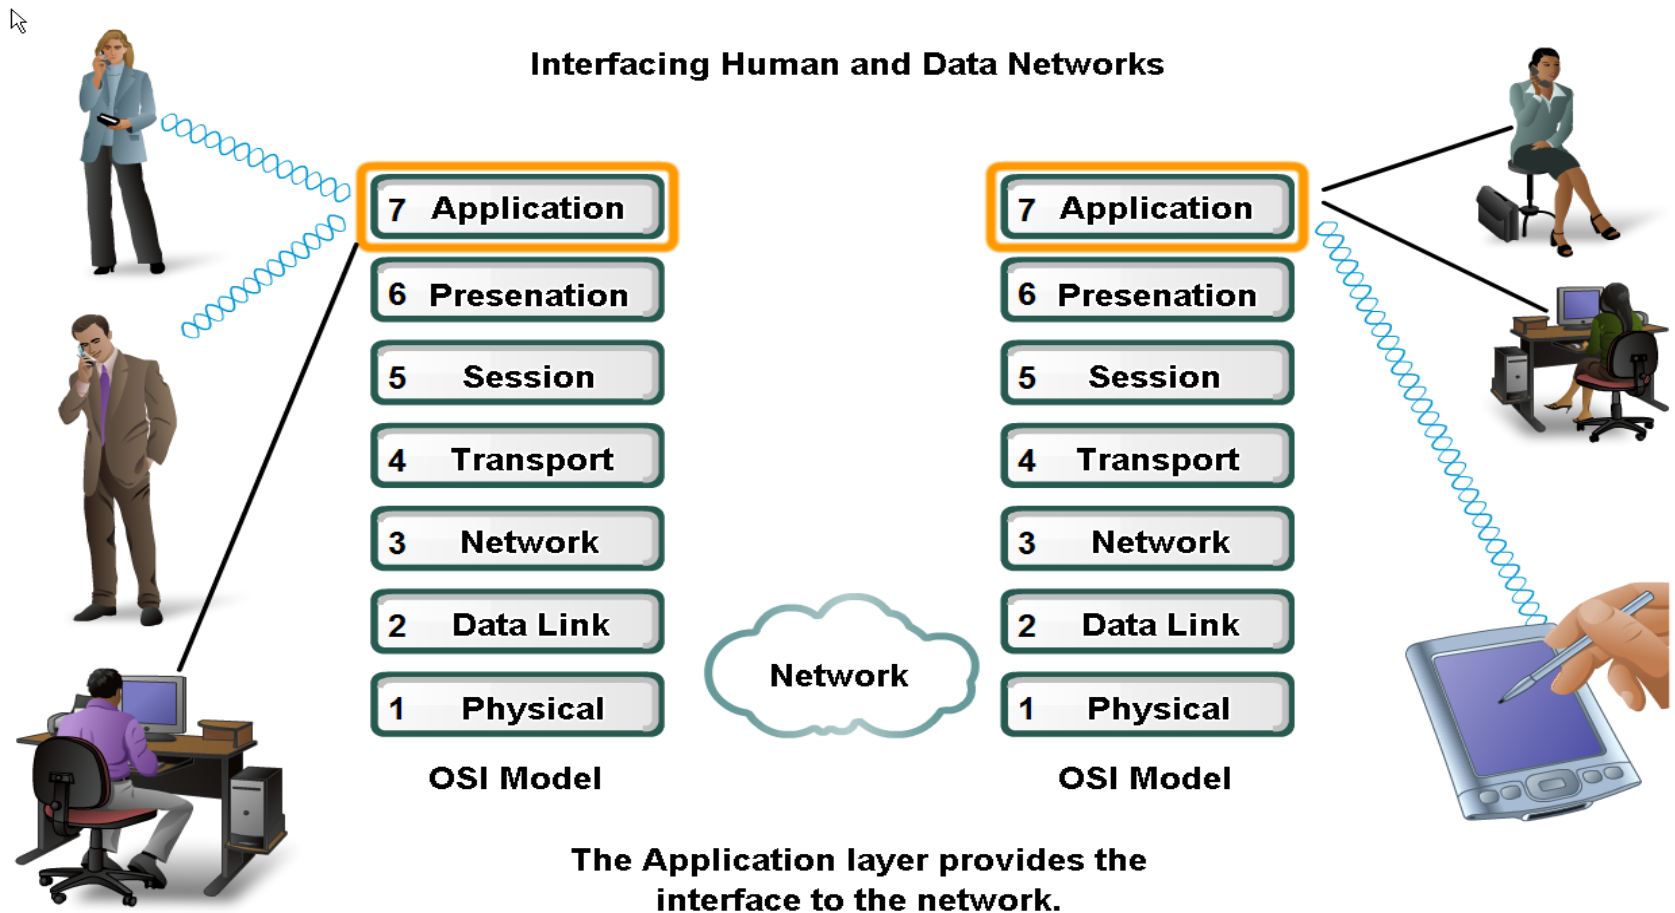 Interfacing Human and Data Networks
7 Application
6 Presenation
5 Session
4 Transport
3 Network
2 Data Link
1 Physical
OSI Model
Network
7 Application
6 Presenation
5 Session
4 Transport
3 Network
2 Data Link
1 Physical
OSI Model
The Application layer provides the
interface to the network.